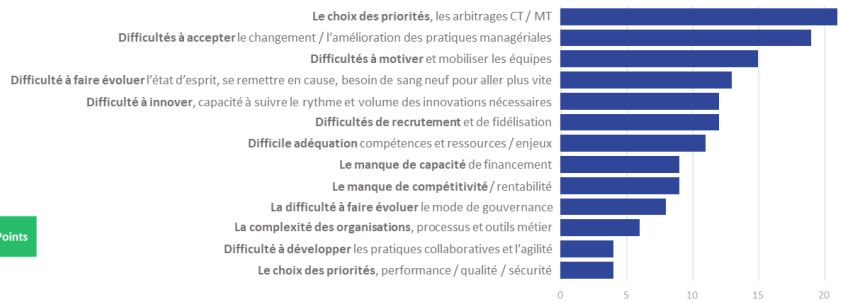 Le choix des priorités, les arbitrages CT / MT
Difficultés à accepter le changement / l’amélioration des pratiques managériales
Difficultés à motiver et mobiliser les équipes
Difficulté à faire évoluer l’état d’esprit, se remettre en cause, besoin de sang neuf pour aller plus vite
Difficulté à innover, capacité à suivre le rythme et volume des innovations nécessaires
Difficultés de recrutement et de fidélisation
Difficile adéquation compétences et ressources / enjeux
Le manque de capacité de financement
Le manque de compétitivité / rentabilité
La difficulté à faire évoluer le mode de gouvernance
La complexité des organisations, processus et outils métier
Difficulté à développer les pratiques collaboratives et l’agilité
Le choix des priorités, performance / qualité / sécurité
Points
0 5 10 15 20